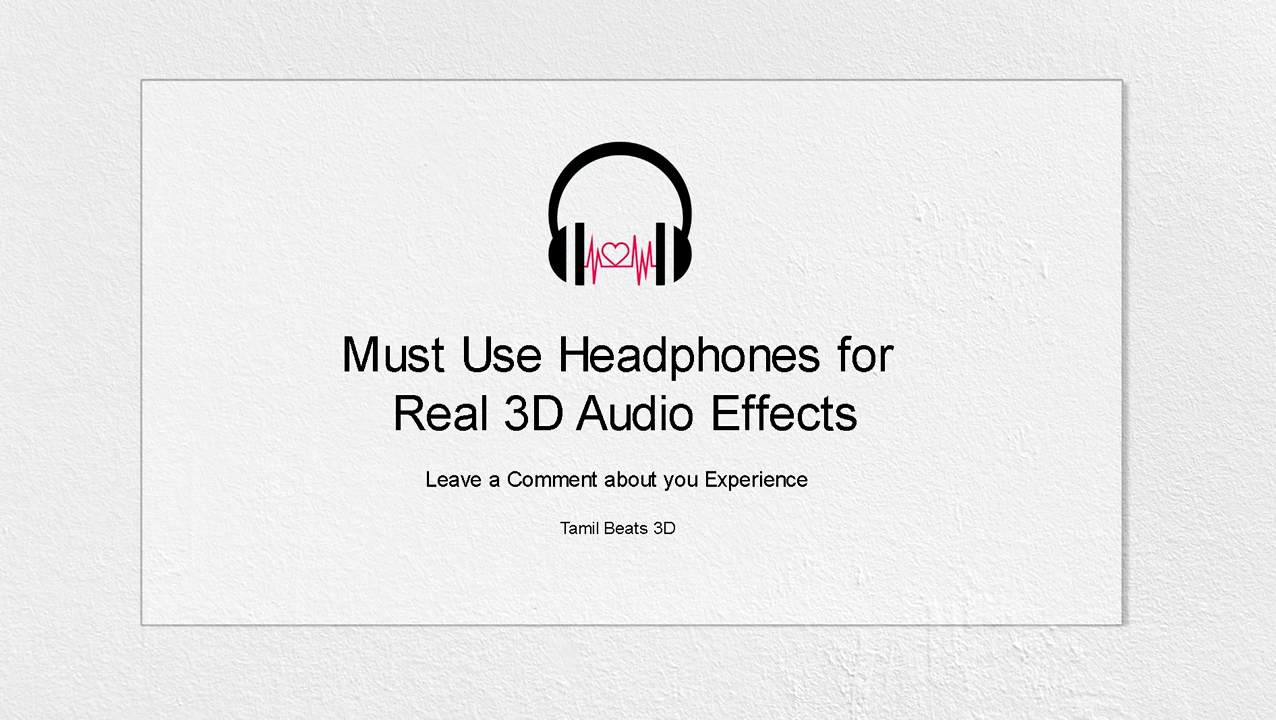 Must Use Headphones for
Real 3D Audio Effects
Leave a Comment about you Experience
Tamil Beats 3D